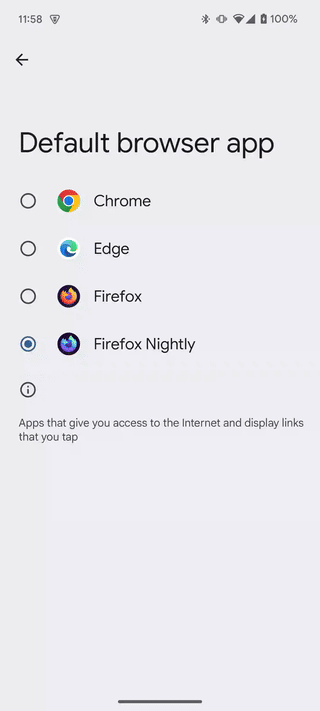 11:58 100%
Default browser app
Chrome
Edge
Firefox
Firefox Nightly
Apps that give you access to the Internet and display links
that you tap